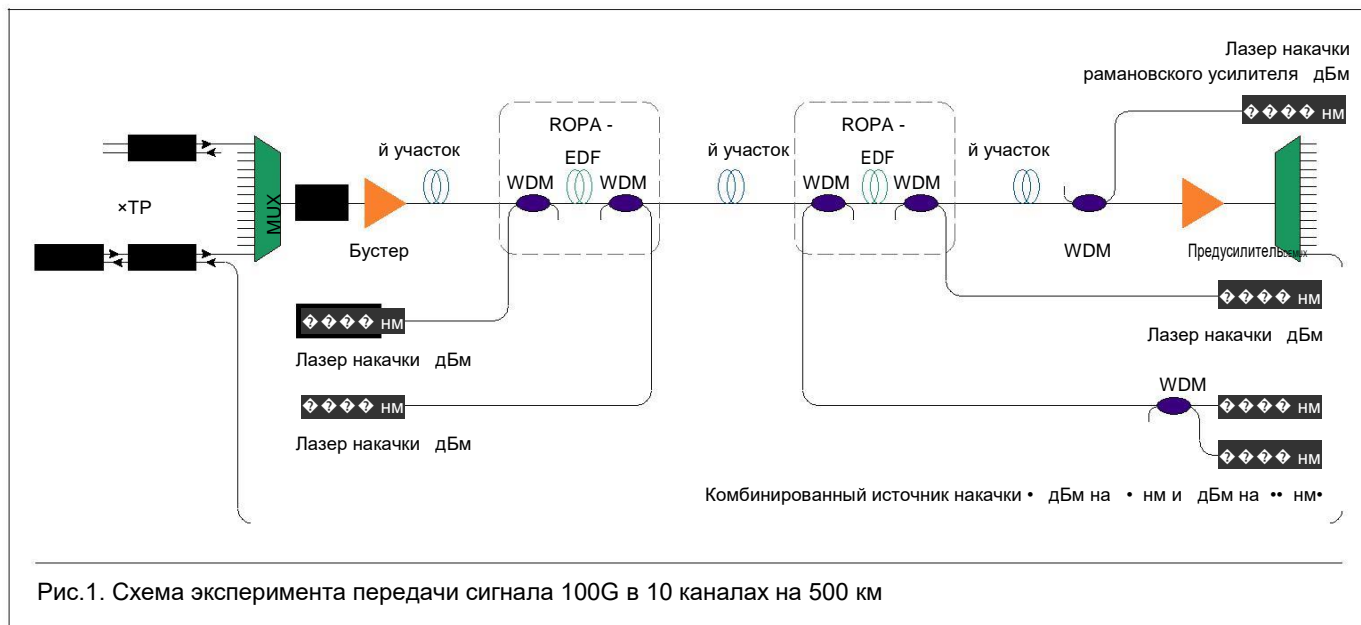 Лазер накачки
рамановского усилителя дБм
���� нм
ROPA -
ROPA -
й участок
EDF
й участок
EDF
й участок
WDM
WDM
WDM
WDM
×TP
MUX
Бустер
WDM
Предусилитель
DEMUX
���� нм
���� нм
Лазер накачки дБм
Лазер накачки дБм
WDM
���� нм
���� нм
Лазер накачки дБм
���� нм
Комбинированный источник накачки • дБм на • нм и дБм на •• нм•
Рис.1. Схема эксперимента передачи сигнала 100G в 10 каналах на 500 км